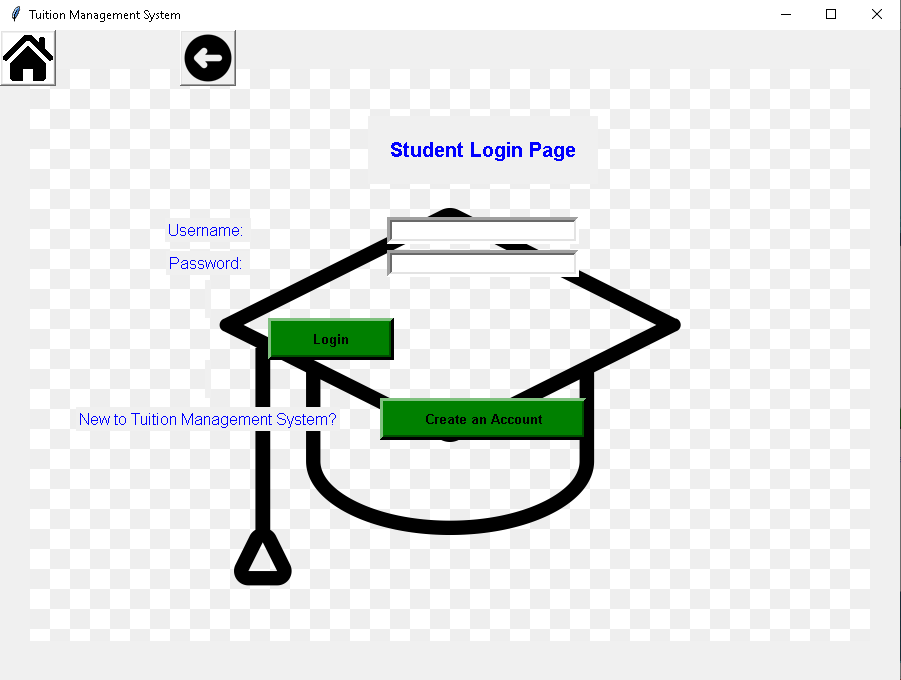 Tuition Management System
Student Login Page
Username:
Password:
Login
New to Tuition Management System?
Create an Account